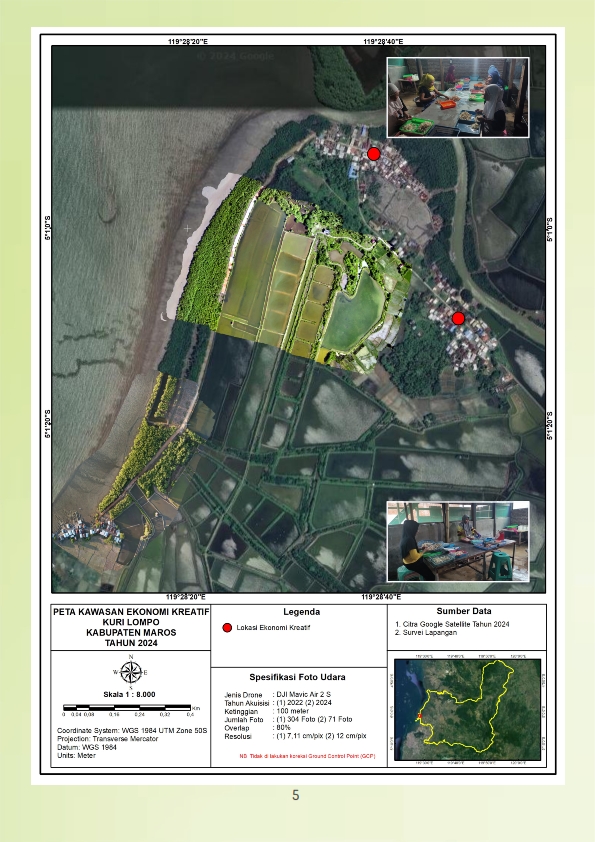 119°28'20"E 119°28'40"E
© 2024 Google
5°1'0"S 5°1'0"S
5°1'20"S 5°1'20"S
119°28'20"E 119°28'40"E
PETA KAWASAN EKONOMI KREATIF
KURI LOMPO
KABUPATEN MAROS
TAHUN 2024
N
W E
S
Skala 1 : 8.000
Km
0 0,04 0,08 0,16 0,24 0,32 0,4
Coordinate System: WGS 1984 UTM Zone 50S
Projection: Transverse Mercator
Datum: WGS 1984
Units: Meter
Legenda
Lokasi Ekonomi Kreatif
Spesifikasi Foto Udara
Jenis Drone : DJI Mavic Air 2 S
Tahun Akuisisi : (1) 2022 (2) 2024
Ketinggian : 100 meter
Jumlah Foto : (1) 304 Foto (2) 71 Foto
Overlap : 80%
Resolusi : (1) 7,11 cm/pix (2) 12 cm/pix
NB: Tidak di lakukan koreksi Ground Control Point (GCP)
Sumber Data
1. Citra Google Satellite Tahun 2024
2. Survei Lapangan
5